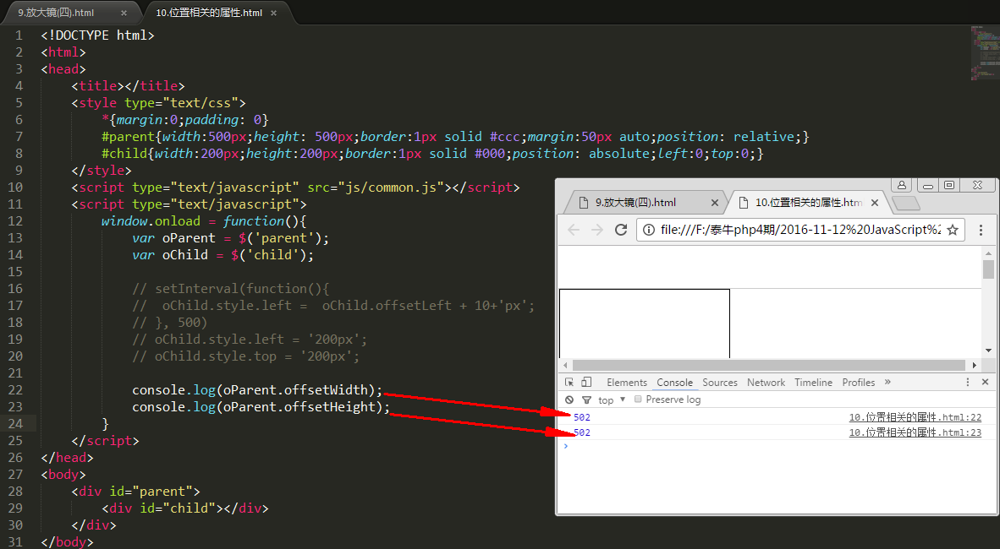 9.放大镜(四).html × 10.位置相关的属性.html ×
1 <!DOCTYPE html>
2 <html>
3 <head>
4 <title></title>
5 <style type="text/css">
6 *{margin:0;padding: 0}
7 #parent{width:500px;height: 500px;border:1px solid #ccc;margin:50px auto;position: relative;}
8 #child{width:200px;height:200px;border:1px solid #000;position: absolute;left:0;top:0;}
9 </style>
10 <script type="text/javascript" src="js/common.js"></script>
11 <script type="text/javascript">
12 window.onload = function(){
13 var oParent = $('parent');
14 var oChild = $('child');
15
16 // setInterval(function(){
17 //  oChild.style.left =  oChild.offsetLeft + 10+'px';
18 // }, 500)
19 // oChild.style.left = '200px';
20 // oChild.style.top = '200px';
21
22 console.log(oParent.offsetWidth);
23 console.log(oParent.offsetHeight);
24 }
25 </script>
26 </head>
27 <body>
28 <div id="parent">
29 <div id="child"></div>
30 </div>
31 </body>
9.放大镜(四).html × 10.位置相关的属性.htm ×
file:///F:/泰牛php4期/2016-11-12%20JavaScript%2
Elements Console Sources Network Timeline Profiles » ×
top ▼ Preserve log
502 10.位置相关的属性.html:22
502 10.位置相关的属性.html:23
›